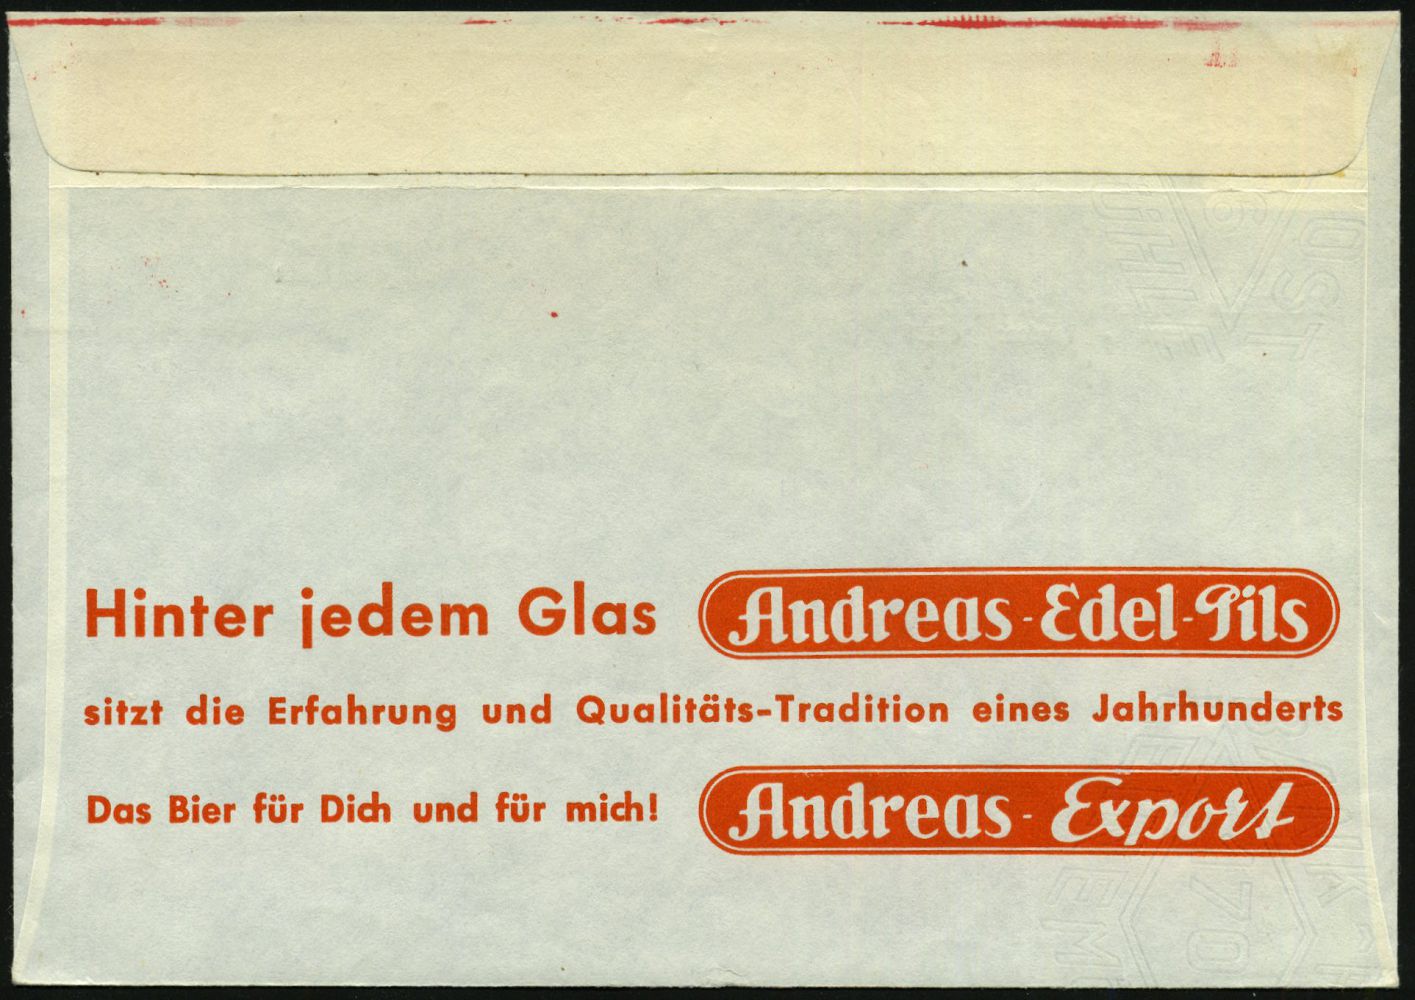 Hinter jedem Glas Andreas-Edel-Pils
sitzt die Erfahrung und Qualitäts-Tradition eines Jahrhunderts
Das Bier für Dich und für mich! Andreas-Export